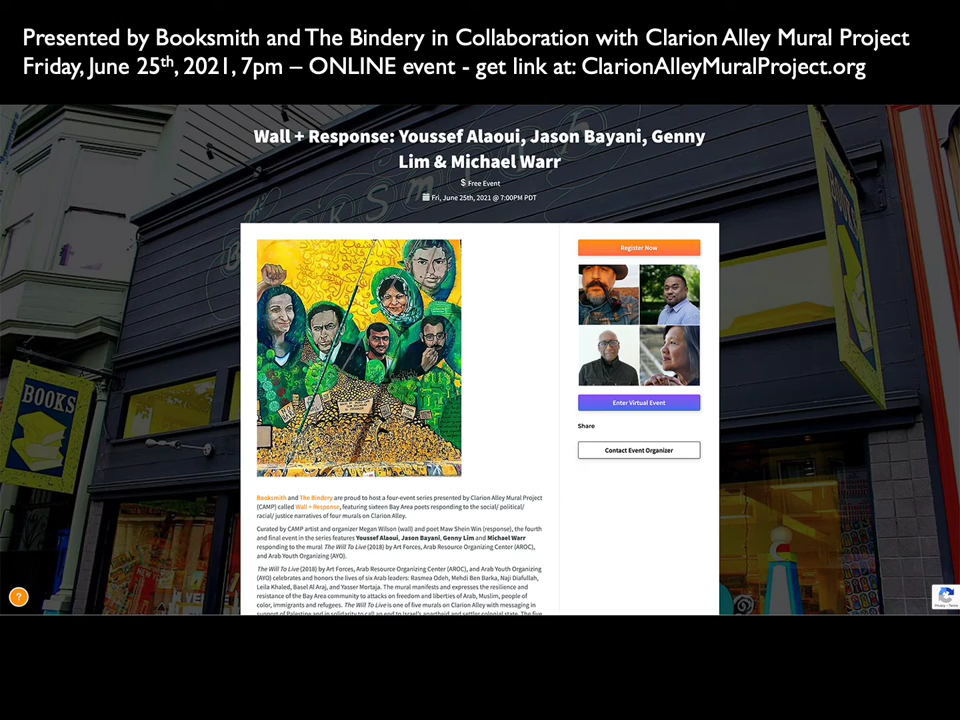 Presented by Booksmith and The Bindery in Collaboration with Clarion Alley Mural Project
Friday, June 25th, 2021, 7pm – ONLINE event - get link at: ClarionAlleyMuralProject.org
Wall + Response: Youssef Alaoui, Jason Bayani, Genny
Lim & Michael Warr
$ Free Event
Fri, June 25th, 2021 @ 7:00PM PDT
BOOKSMITH
BOOKS
Register Now
Enter Virtual Event
Share
Contact Event Organizer
Booksmith and The Bindery are proud to host a four-event series presented by Clarion Alley Mural Project
(CAMP) called Wall + Response, featuring sixteen Bay Area poets responding to the social/ political/
racial/ justice narratives of four murals on Clarion Alley.
Curated by CAMP artist and organizer Megan Wilson (wall) and poet Maw Shein Win (response), the fourth
and final event in the series features Youssef Alaoui, Jason Bayani, Genny Lim and Michael Warr
responding to the mural The Will To Live (2018) by Art Forces, Arab Resource Organizing Center (AROC),
and Arab Youth Organizing (AYO).
The Will To Live (2018) by Art Forces, Arab Resource Organizing Center (AROC), and Arab Youth Organizing
(AYO) celebrates and honors the lives of six Arab leaders: Rasmea Odeh, Mehdi Ben Barka, Naji Diafullah,
Leila Khaled, Basel Al Araj, and Yasser Mortaja. The mural manifests and expresses the resilience and
resistance of the Bay Area community to attacks on freedom and liberties of Arab, Muslim, people of
color, immigrants and refugees. The Will To Live is one of five murals on Clarion Alley with messaging in
support of Palestine and in solidarity to call an end to Israel's apartheid and settler colonial state. The five
?
Privacy - Terms